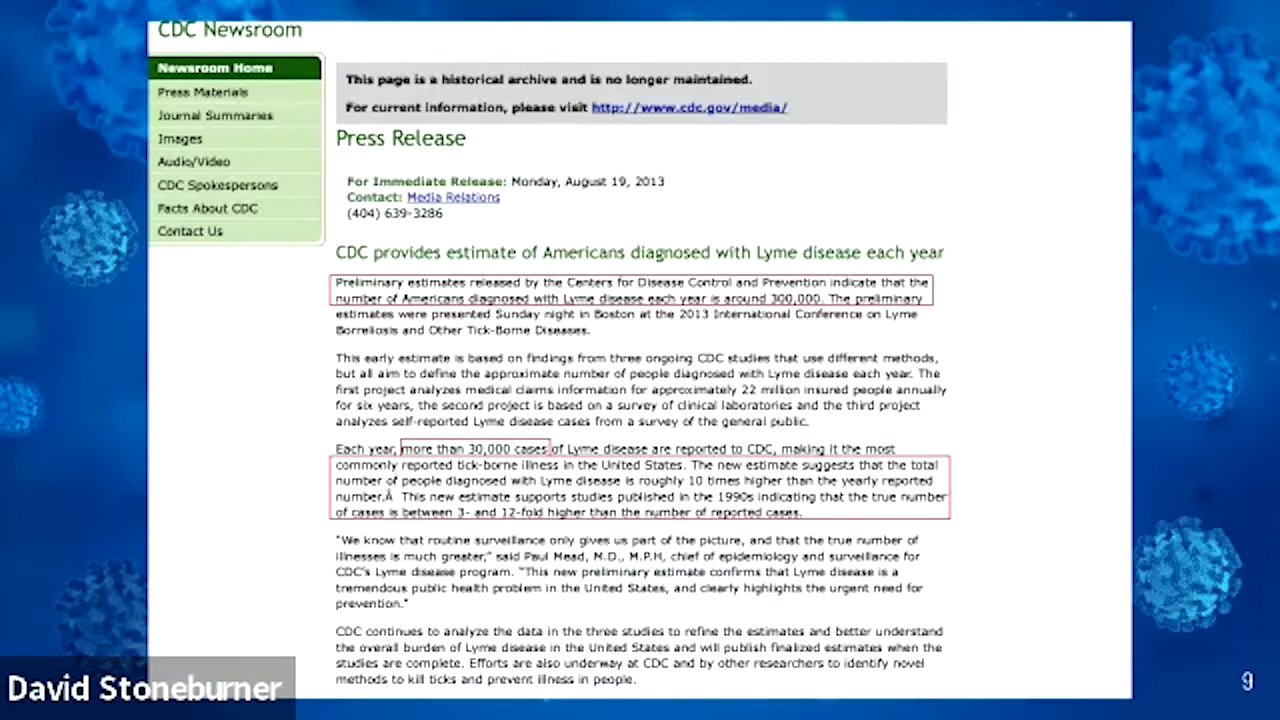 CDC Newsroom
Newsroom Home
Press Materials
Journal Summaries
Images
Audio/Video
CDC Spokespersons
Facts About CDC
Contact Us
This page is a historical archive and is no longer maintained.
For current information, please visit http://www.cdc.gov/media/
Press Release
For Immediate Release: Monday, August 19, 2013
Contact: Media Relations
(404) 639-3286
CDC provides estimate of Americans diagnosed with Lyme disease each year
Preliminary estimates released by the Centers for Disease Control and Prevention indicate that the
number of Americans diagnosed with Lyme disease each year is around 300,000. The preliminary
estimates were presented Sunday night in Boston at the 2013 International Conference on Lyme
Borreliosis and Other Tick-Borne Diseases.
This early estimate is based on findings from three ongoing CDC studies that use different methods,
but all aim to define the approximate number of people diagnosed with Lyme disease each year. The
first project analyzes medical claims information for approximately 22 million insured people annually
for six years, the second project is based on a survey of clinical laboratories and the third project
analyzes self-reported Lyme disease cases from a survey of the general public.
Each year, more than 30,000 cases of Lyme disease are reported to CDC, making it the most
commonly reported tick-borne illness in the United States. The new estimate suggests that the total
number of people diagnosed with Lyme disease is roughly 10 times higher than the yearly reported
number.Â This new estimate supports studies published in the 1990s indicating that the true number
of cases is between 3- and 12-fold higher than the number of reported cases.
"We know that routine surveillance only gives us part of the picture, and that the true number of
illnesses is much greater," said Paul Mead, M.D., M.P.H, chief of epidemiology and surveillance for
CDC's Lyme disease program. "This new preliminary estimate confirms that Lyme disease is a
tremendous public health problem in the United States, and clearly highlights the urgent need for
prevention."
CDC continues to analyze the data in the three studies to refine the estimates and better understand
the overall burden of Lyme disease in the United States and will publish finalized estimates when the
studies are complete. Efforts are also underway at CDC and by other researchers to identify novel
methods to kill ticks and prevent illness in people.
David Stoneburner
9